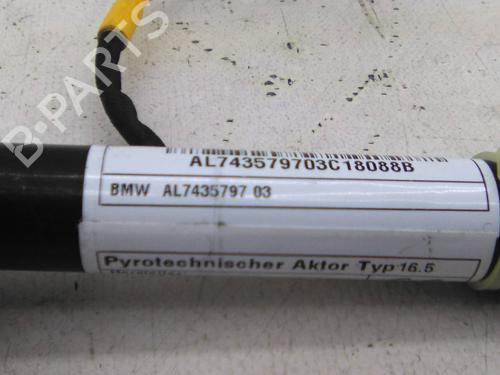 B-PARTS
AL743579703C18088B
BMW AL7435797 03
Pyrotechnischer Aktor Typ 16.5